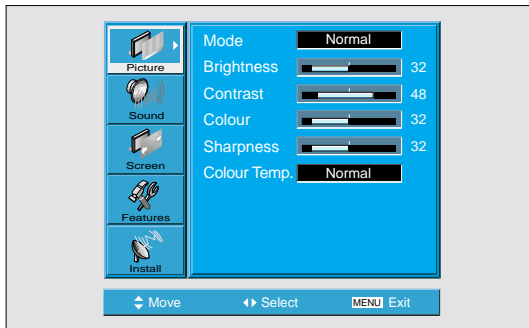 Picture
Sound
Screen
Features
Install
Mode Normal
Brightness 32
Contrast 48
Colour 32
Sharpness 32
Colour Temp. Normal
Move Select MENU Exit